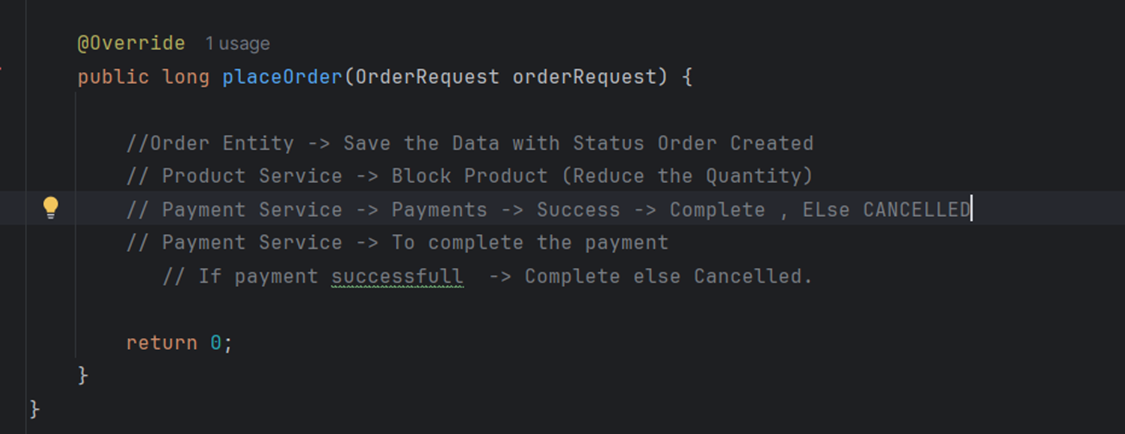 @Override 1 usage
public long placeOrder(OrderRequest orderRequest) {
//Order Entity -> Save the Data with Status Order Created
// Product Service -> Block Product (Reduce the Quantity)
// Payment Service -> Payments -> Success -> Complete , ELse CANCELLED
// Payment Service -> To complete the payment
// If payment successfull  -> Complete else Cancelled.
return 0;
}
}